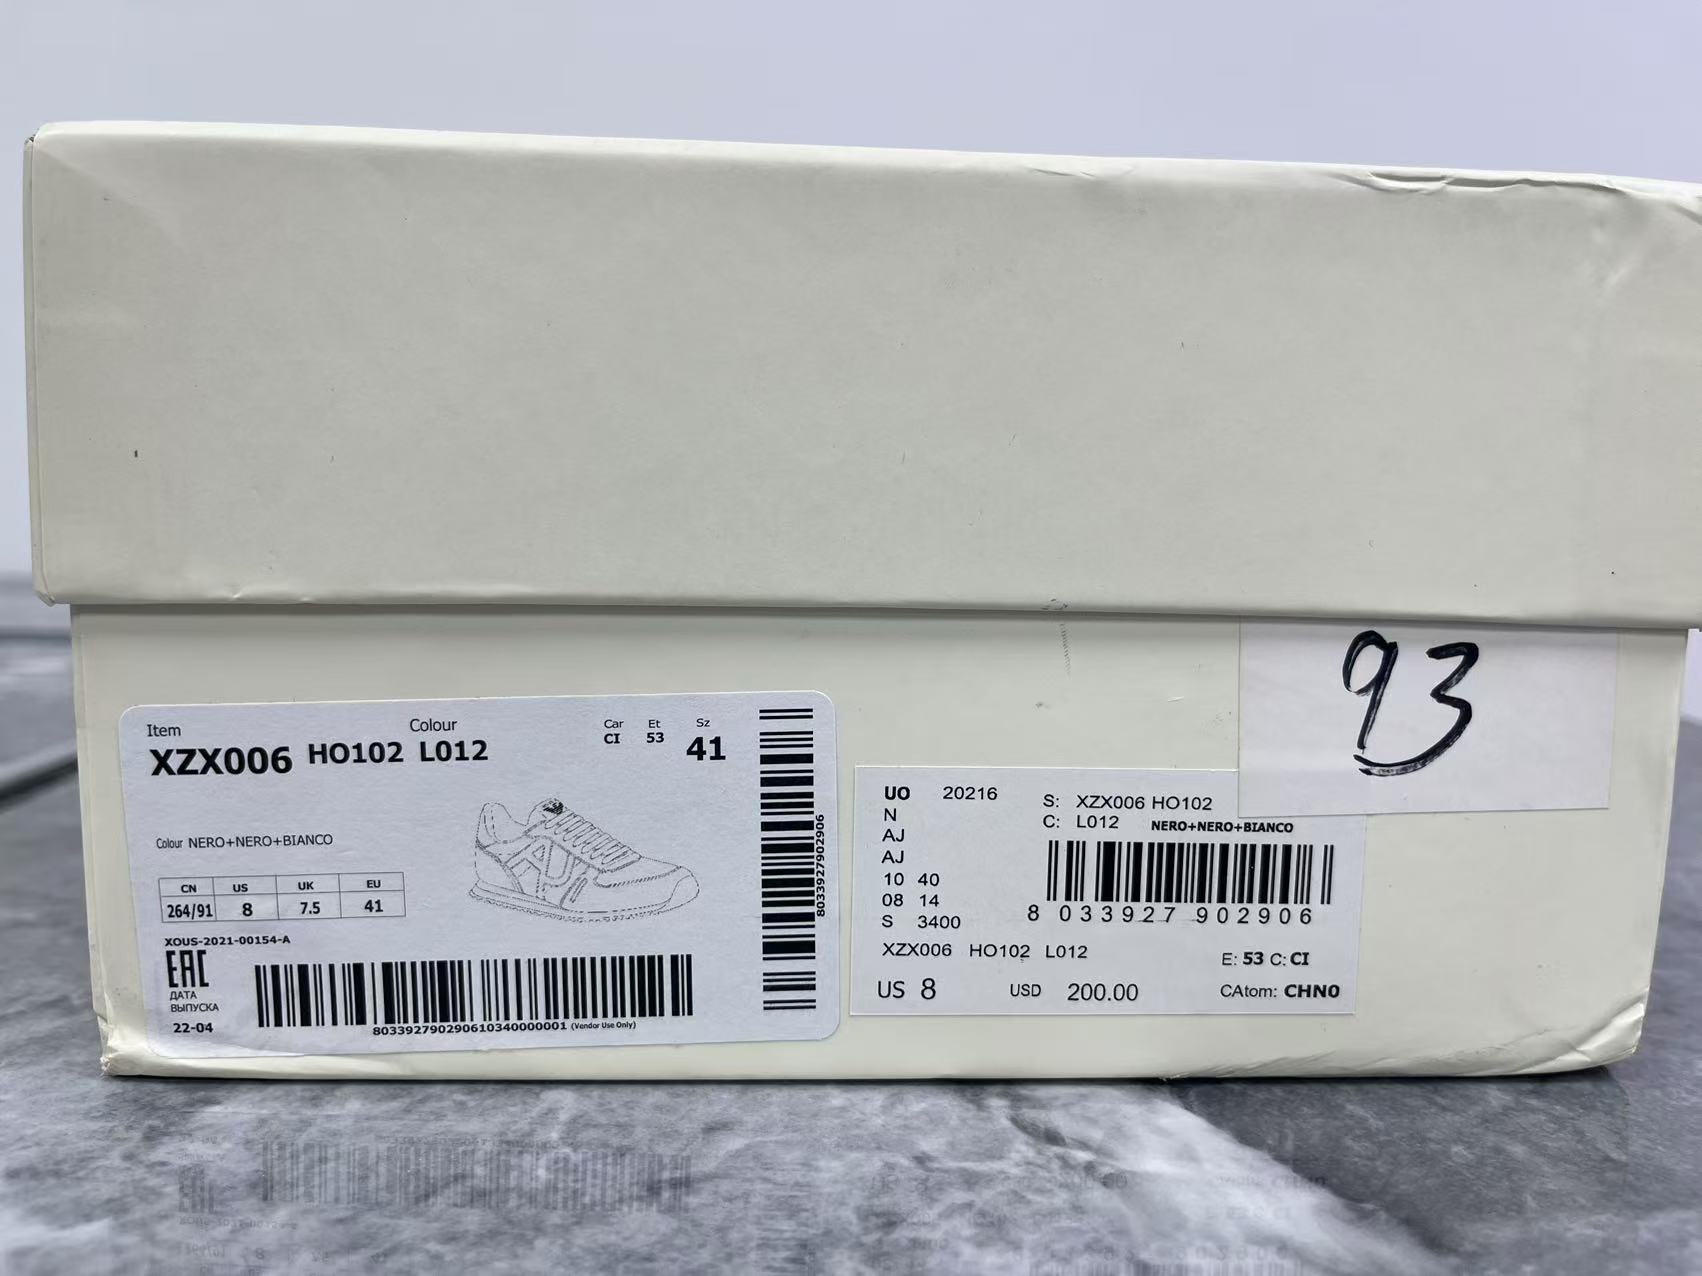 Item
Colour
XZX006 HO102 L012
Car Et Sz
CI 53 41
Colour NERO+NERO+BIANCO
CN US UK EU
264/91 8 7.5 41
XOUS-2021-00154-A
EAC
ДАТА
ВЫПУСКА
22-04
803392790290610340000001 (Vendor Use Only)
8033927902906
93
UO 20216
N
AJ
AJ
10 40
08 14
S 3400
S: XZX006 HO102
C: L012 NERO+NERO+BIANCO
8 033927 902906
XZX006 HO102 L012
E: 53 C: CI
US 8 USD 200.00 CAtom: CHN0